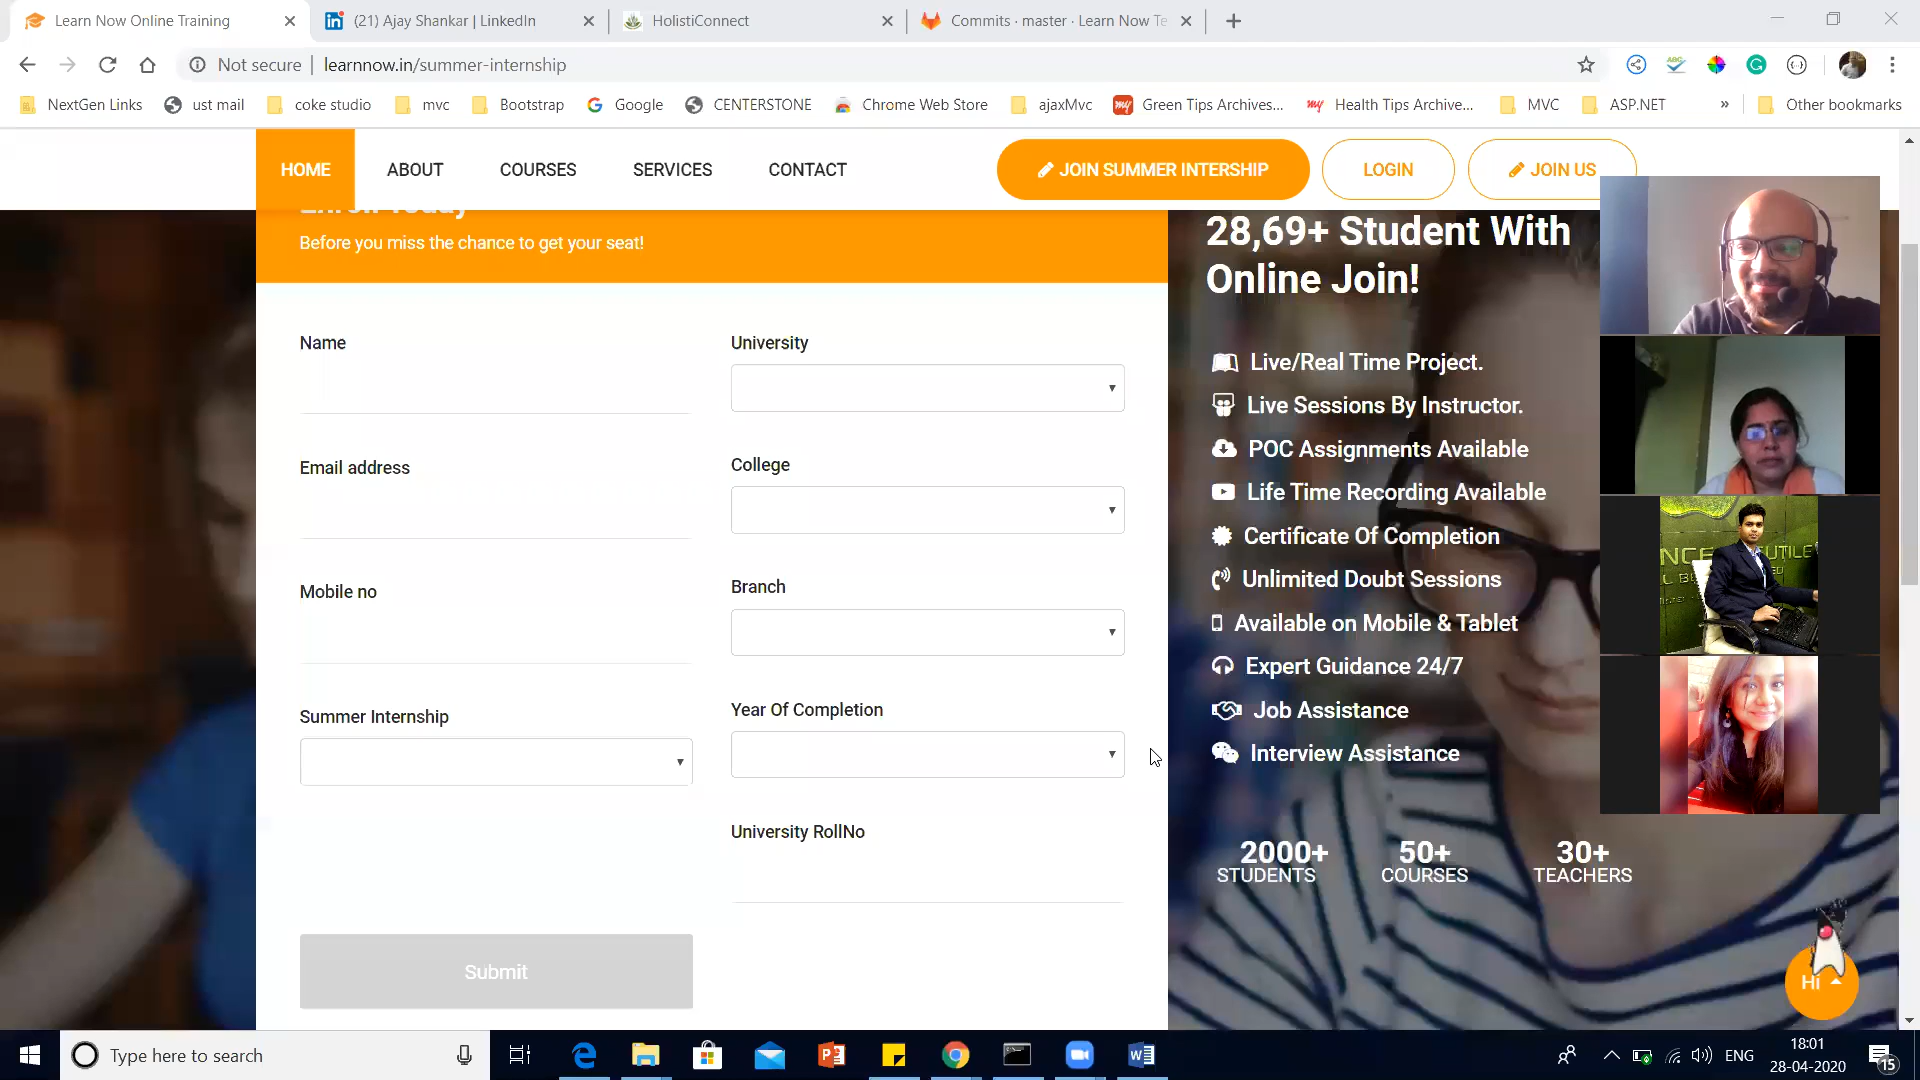 Learn Now Online Training
(21) Ajay Shankar | LinkedIn
HolistiConnect
Commits · master · Learn Now Te
Not secure | learnnow.in/summer-internship
NextGen Links
ust mail
coke studio
mvc
Bootstrap
Google
CENTERSTONE
Chrome Web Store
ajaxMvc
Green Tips Archives...
Health Tips Archive...
MVC
ASP.NET
»
Other bookmarks
HOME
ABOUT
COURSES
SERVICES
CONTACT
JOIN SUMMER INTERSHIP
LOGIN
JOIN US
Enroll Today
Before you miss the chance to get your seat!
Name
University
Email address
College
Mobile no
Branch
Summer Internship
Year Of Completion
University RollNo
Submit
28,69+ Student With
Online Join!
Live/Real Time Project.
Live Sessions By Instructor.
POC Assignments Available
Life Time Recording Available
Certificate Of Completion
Unlimited Doubt Sessions
Available on Mobile & Tablet
Expert Guidance 24/7
Job Assistance
Interview Assistance
2000+
STUDENTS
50+
COURSES
30+
TEACHERS
Hi
Type here to search
ENG
18:01
28-04-2020
15